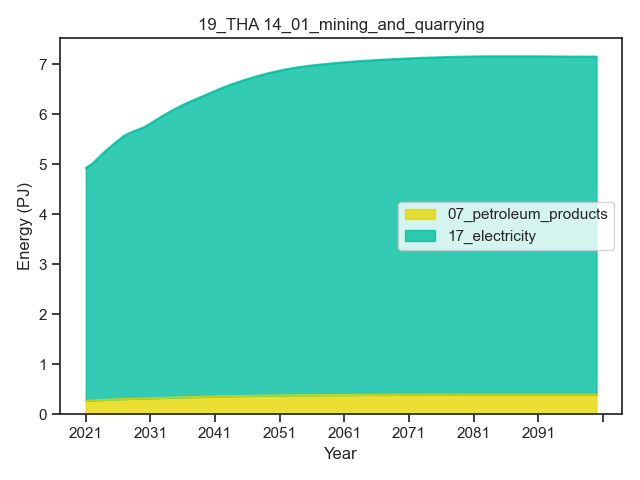 19_THA 14_01_mining_and_quarrying
Energy (PJ)
7
6
5
4
3
2
1
0
07_petroleum_products
17_electricity
2021 2031 2041 2051 2061 2071 2081 2091
Year